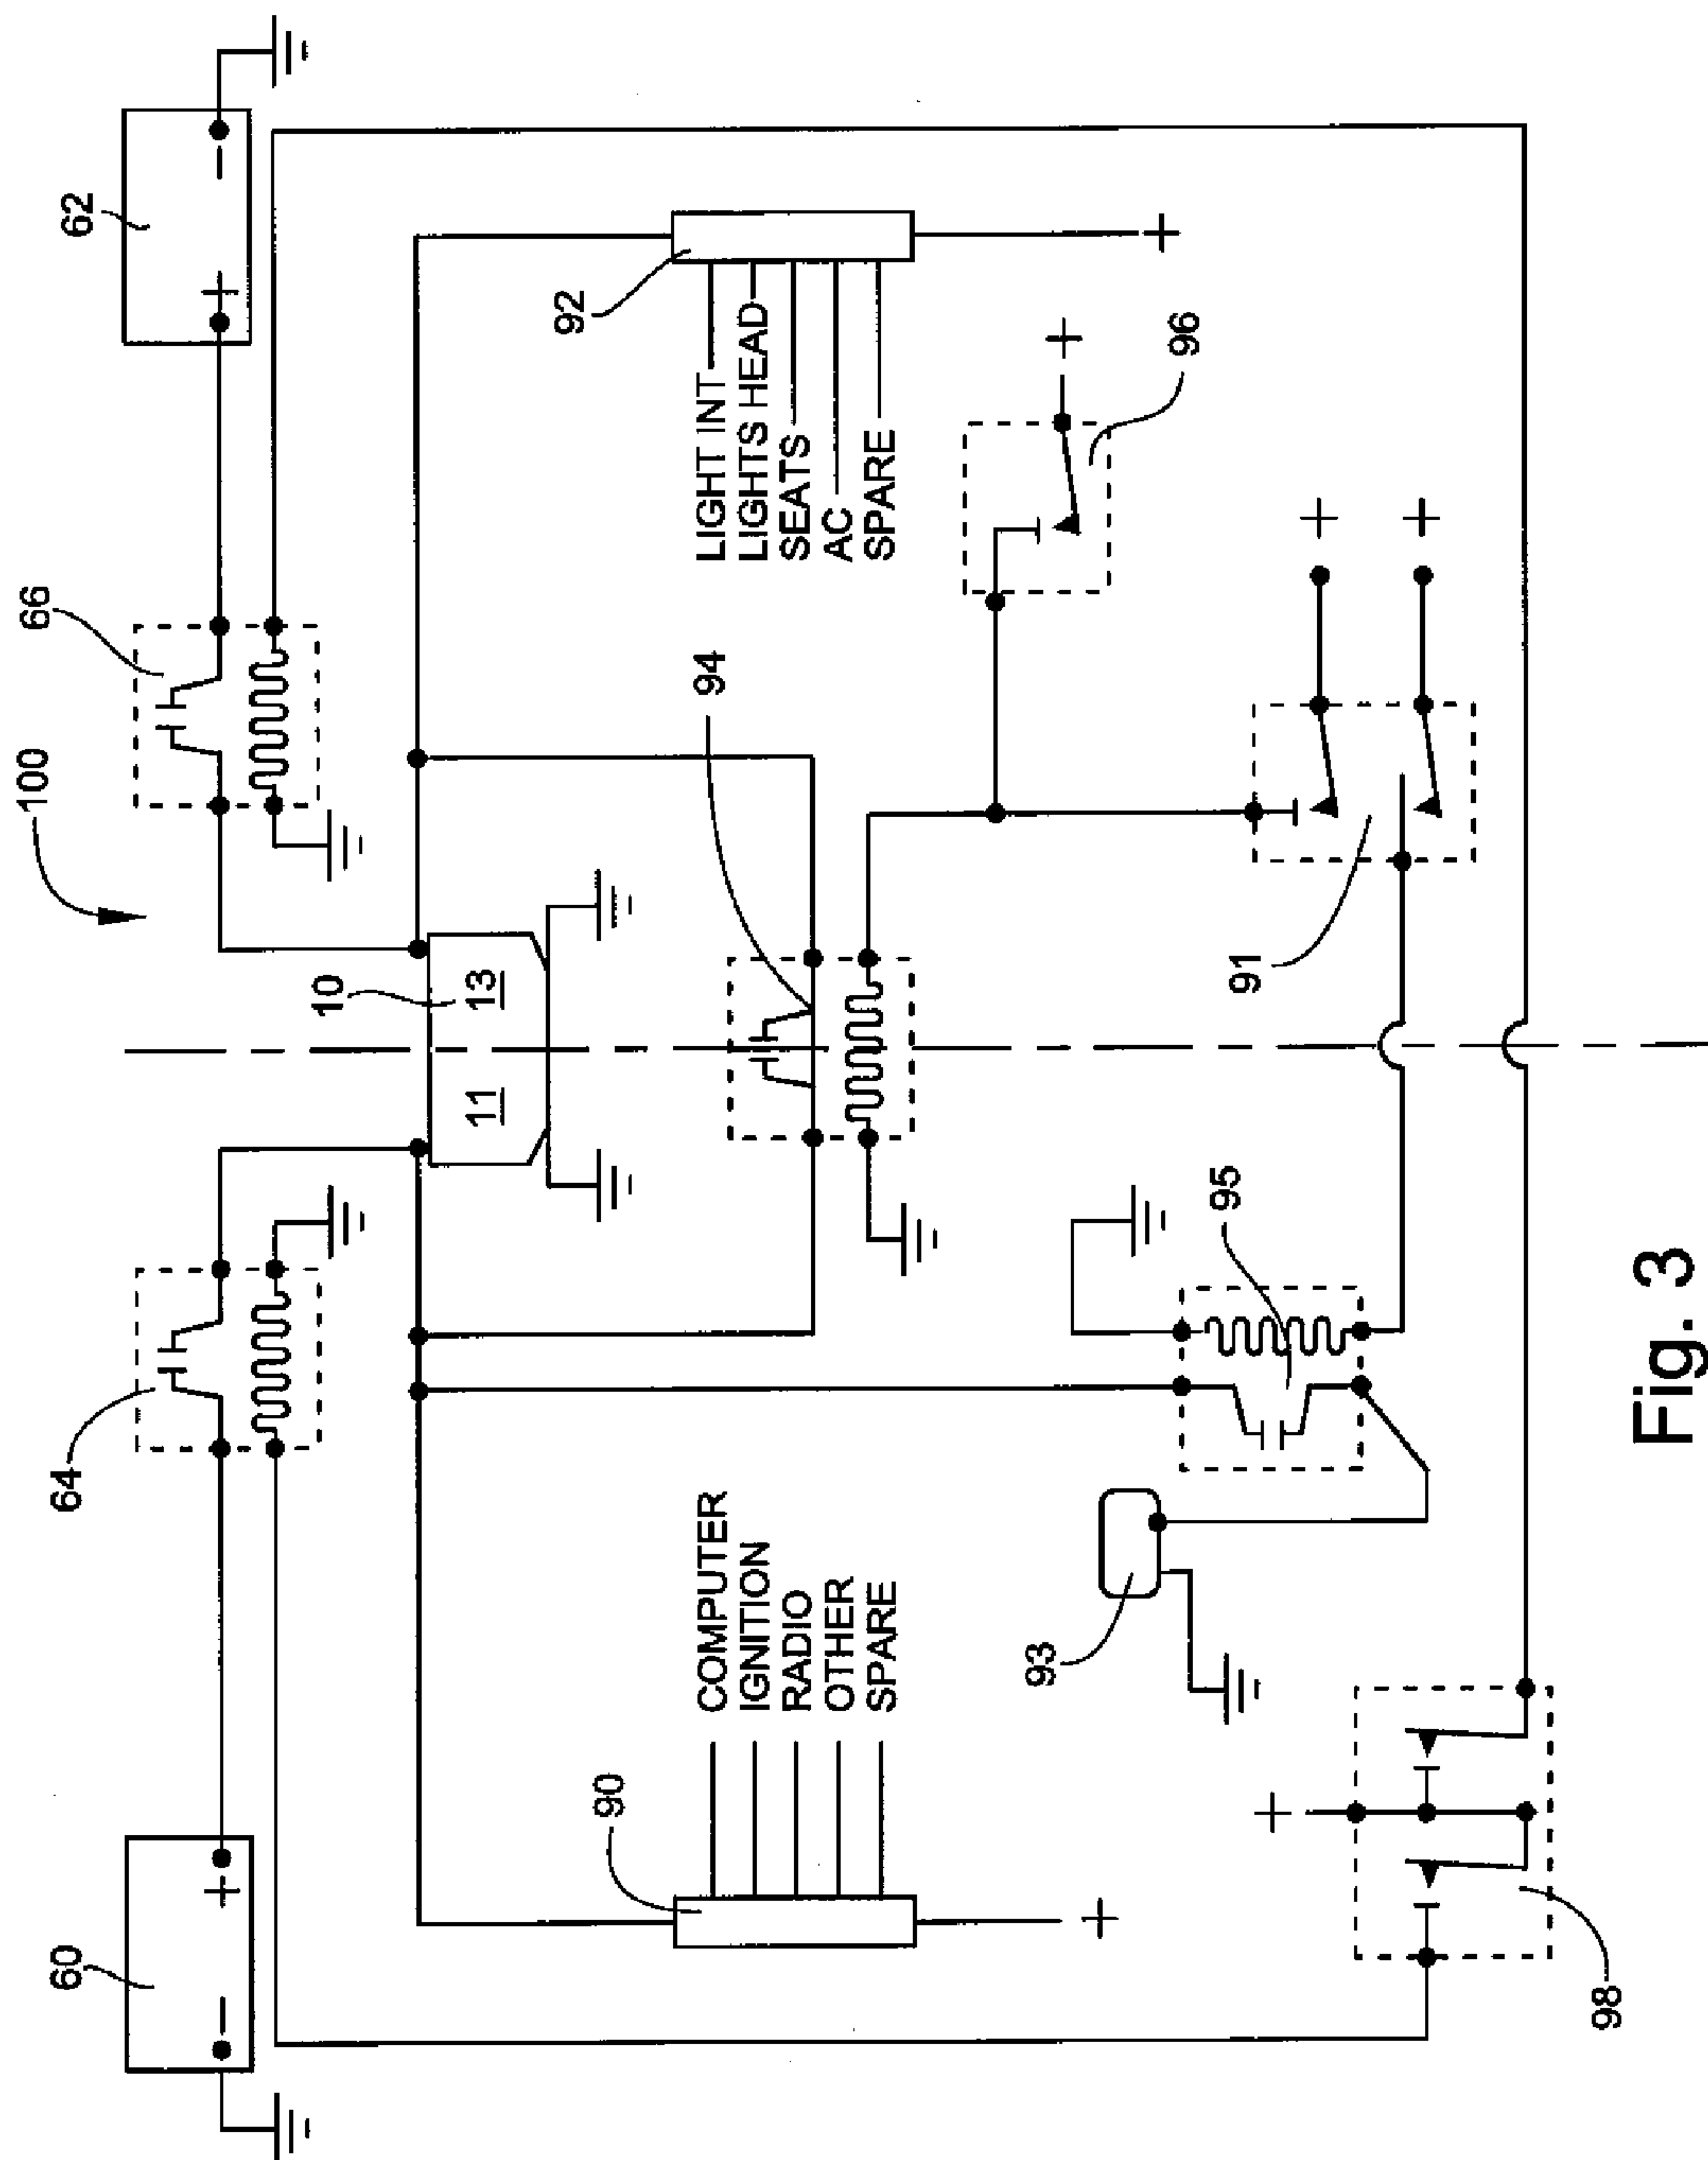 100
60
64
66
62
10
11
13
90
COMPUTER
IGNITION
RADIO
OTHER
SPARE
92
LIGHT INT
LIGHTS HEAD
SEATS
AC
SPARE
94
93
95
91
96
98
+
−
+
−
+
+
+
+
+
+
Fig. 3